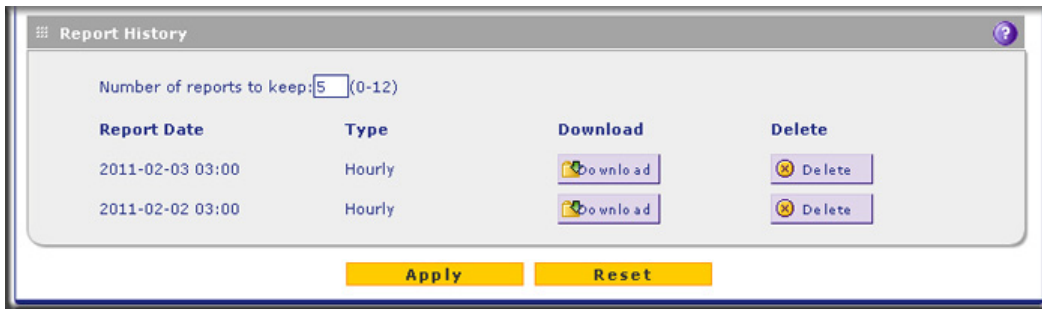 Report History ?
Number of reports to keep: 5 (0-12)
Report Date Type Download Delete
2011-02-03 03:00 Hourly Download Delete
2011-02-02 03:00 Hourly Download Delete
Apply Reset